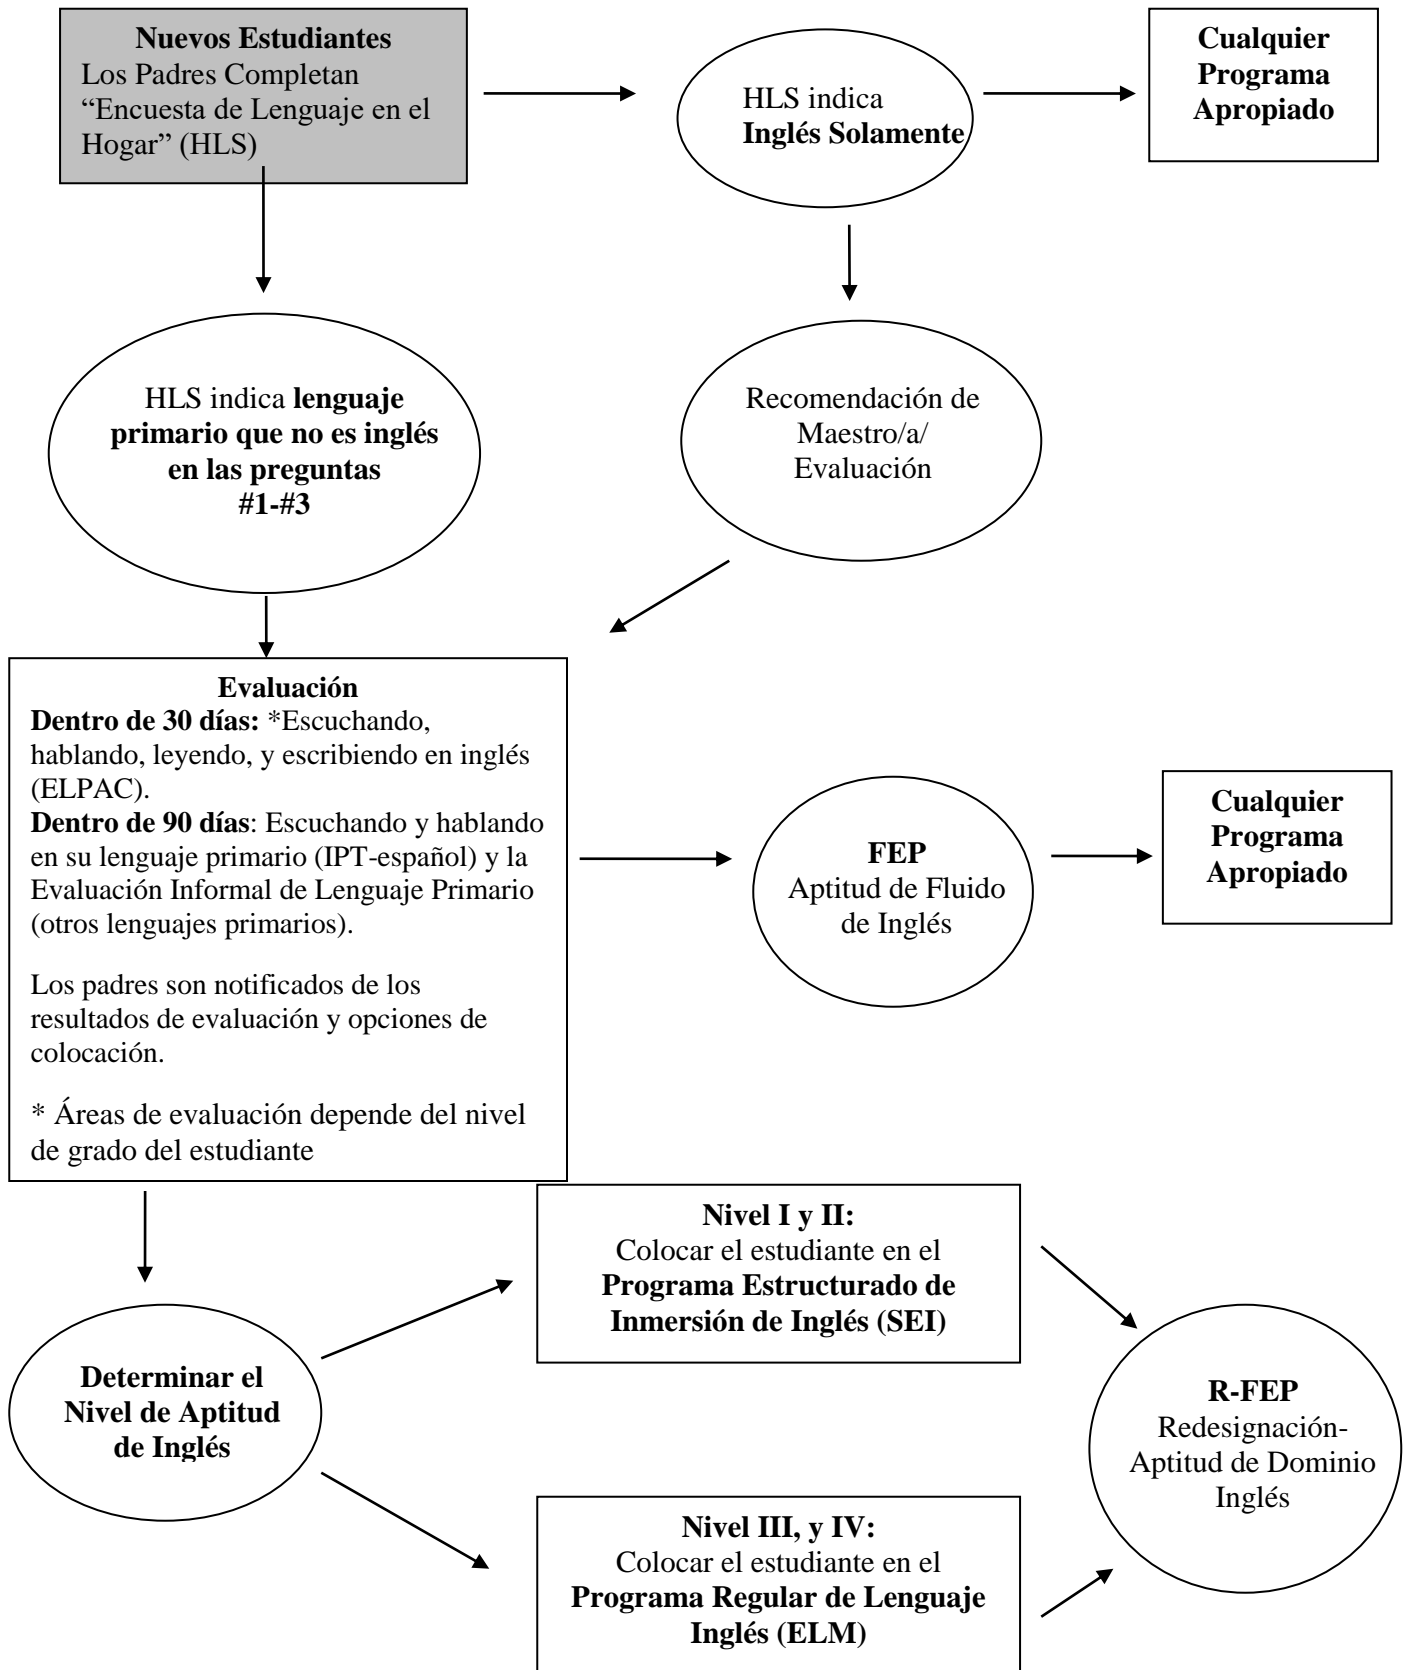 Nuevos Estudiantes
Los Padres Completan
“Encuesta de Lenguaje en el
Hogar” (HLS)
HLS indica
Inglés Solamente
Cualquier
Programa
Apropiado
HLS indica lenguaje
primario que no es inglés
en las preguntas
#1-#3
Recomendación de
Maestro/a/
Evaluación
Evaluación
Dentro de 30 días: *Escuchando,
hablando, leyendo, y escribiendo en inglés
(ELPAC).
Dentro de 90 días: Escuchando y hablando
en su lenguaje primario (IPT-español) y la
Evaluación Informal de Lenguaje Primario
(otros lenguajes primarios).
Los padres son notificados de los
resultados de evaluación y opciones de
colocación.
* Áreas de evaluación depende del nivel
de grado del estudiante
FEP
Aptitud de Fluido
de Inglés
Cualquier
Programa
Apropiado
Determinar el
Nivel de Aptitud
de Inglés
Nivel I y II:
Colocar el estudiante en el
Programa Estructurado de
Inmersión de Inglés (SEI)
Nivel III, y IV:
Colocar el estudiante en el
Programa Regular de Lenguaje
Inglés (ELM)
R-FEP
Redesignación-
Aptitud de Dominio
Inglés